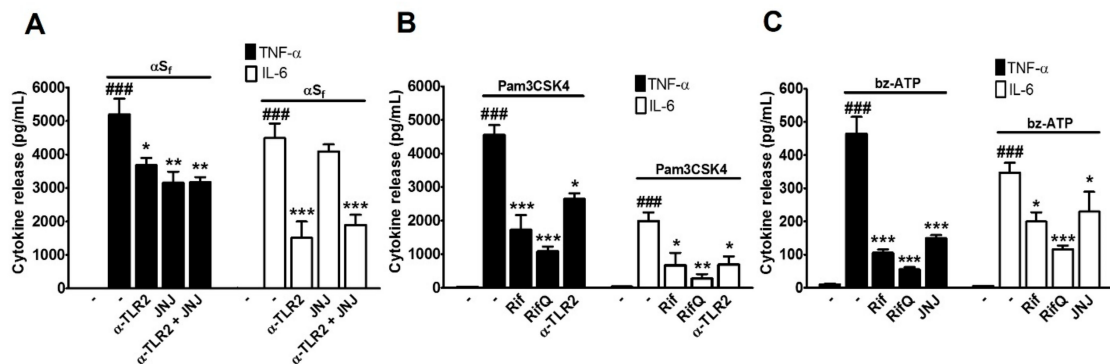 A
TNF-α
IL-6
αSf
αSf
Cytokine release (pg/mL)
6000
5000
4000
3000
2000
1000
0
###
*
**
**
###
***
***
-
-
α-TLR2
JNJ
α-TLR2 + JNJ
-
-
α-TLR2
JNJ
α-TLR2 + JNJ
B
TNF-α
IL-6
Pam3CSK4
Pam3CSK4
Cytokine release (pg/mL)
6000
5000
4000
3000
2000
1000
0
###
***
***
*
###
*
**
*
-
-
Rif
RifQ
α-TLR2
-
-
Rif
RifQ
α-TLR2
C
TNF-α
IL-6
bz-ATP
bz-ATP
Cytokine release (pg/mL)
600
500
400
300
200
100
0
###
***
***
***
###
*
***
*
-
-
Rif
RifQ
JNJ
-
-
Rif
RifQ
JNJ